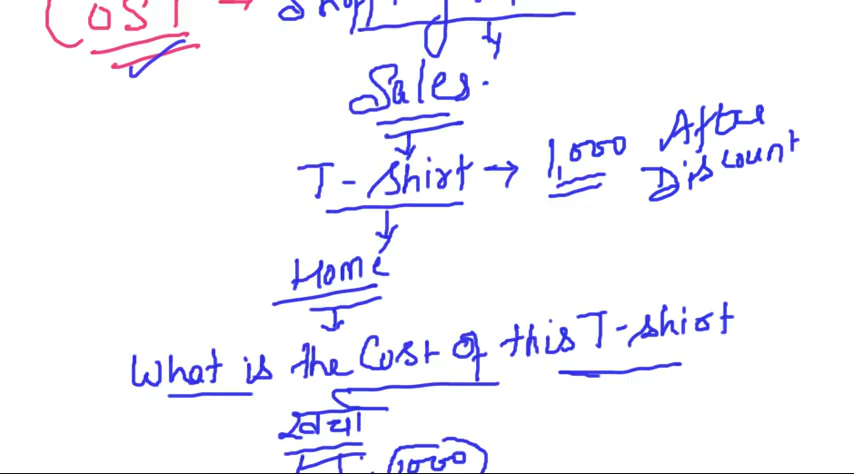 COST →
Sales.
T-Shirt → 1,000 After Discount
Home
What is the Cost of this T-shirt
खर्चा
1000